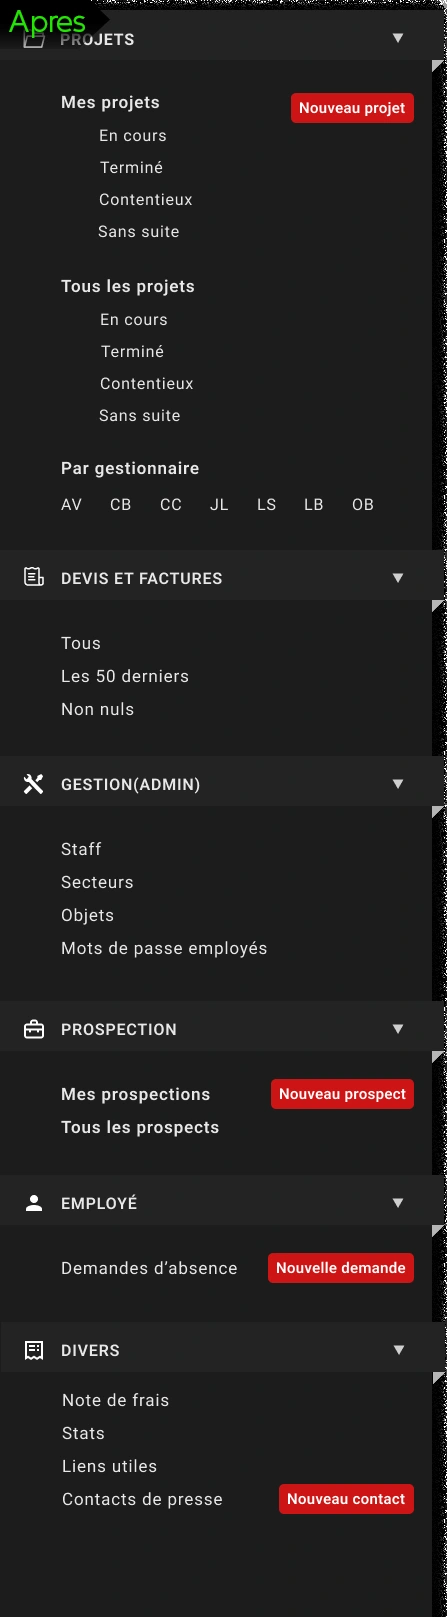 Apres
PROJETS
Mes projets
Nouveau projet
En cours
Terminé
Contentieux
Sans suite
Tous les projets
En cours
Terminé
Contentieux
Sans suite
Par gestionnaire
AV CB CC JL LS LB OB
DEVIS ET FACTURES
Tous
Les 50 derniers
Non nuls
GESTION(ADMIN)
Staff
Secteurs
Objets
Mots de passe employés
PROSPECTION
Mes prospections
Nouveau prospect
Tous les prospects
EMPLOYÉ
Demandes d’absence
Nouvelle demande
DIVERS
Note de frais
Stats
Liens utiles
Contacts de presse
Nouveau contact